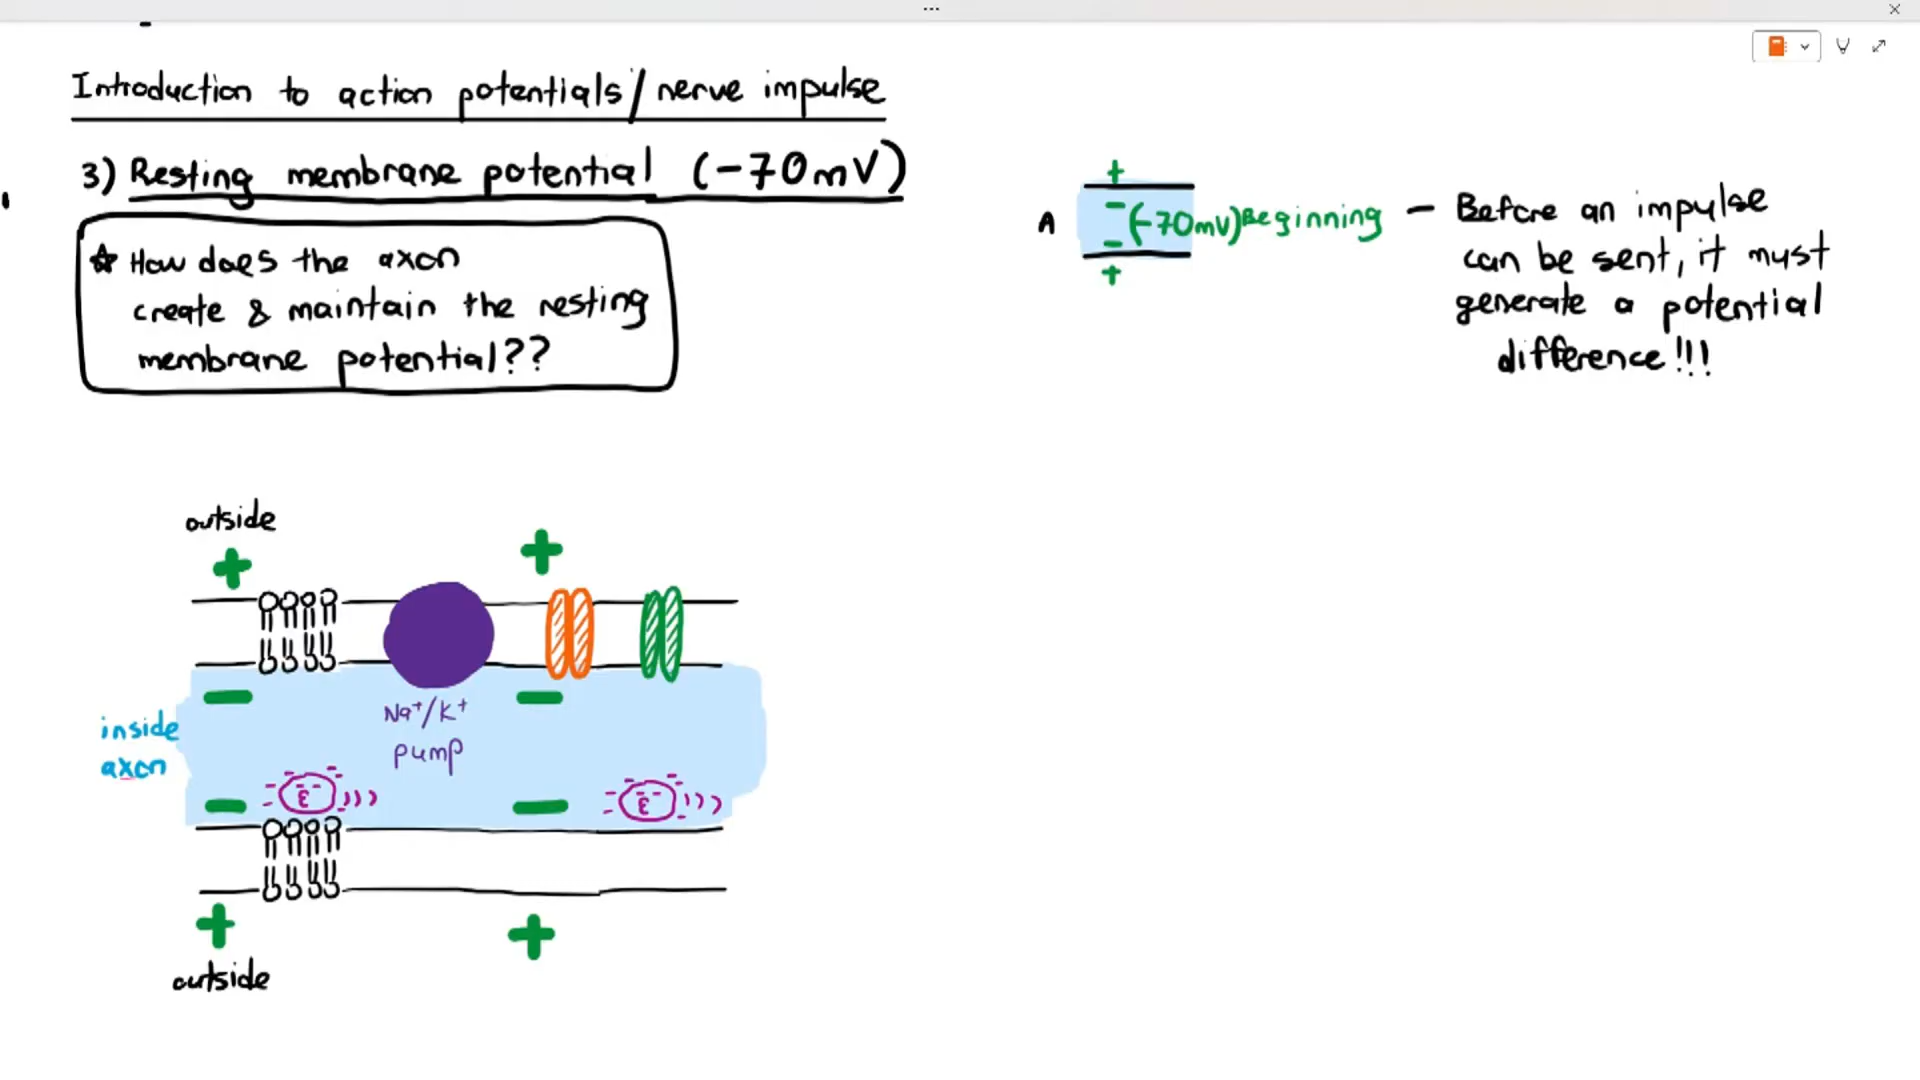 Introduction to action potentials/nerve impulse
3) Resting membrane potential (-70mV)
☆ How does the axon
create & maintain the resting
membrane potential??
+
A - (-70mV) Beginning - Before an impulse
-
+
can be sent, it must
generate a potential
difference!!!
outside
+ +
- -
Na⁺/K⁺
pump
inside
axon
- -
+ +
outside